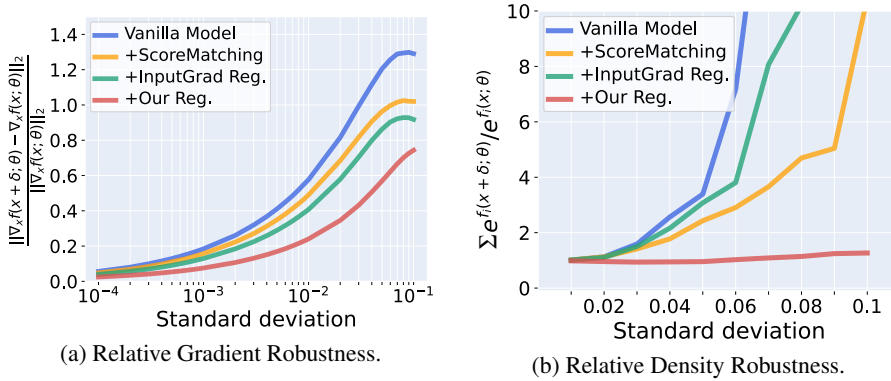 ||∇ₓf(x + δ; θ) − ∇ₓf(x; θ)||₂
||∇ₓf(x; θ)||₂
1.4
1.2
1.0
0.8
0.6
0.4
0.2
0.0
Vanilla Model
+ScoreMatching
+InputGrad Reg.
+Our Reg.
10⁻⁴
10⁻³
10⁻²
10⁻¹
Standard deviation
(a) Relative Gradient Robustness.
Σe^{fᵢ(x + δ; θ)}/e^{fᵢ(x; θ)}
10
8
6
4
2
0
Vanilla Model
+ScoreMatching
+InputGrad Reg.
+Our Reg.
0.02
0.04
0.06
0.08
0.1
Standard deviation
(b) Relative Density Robustness.